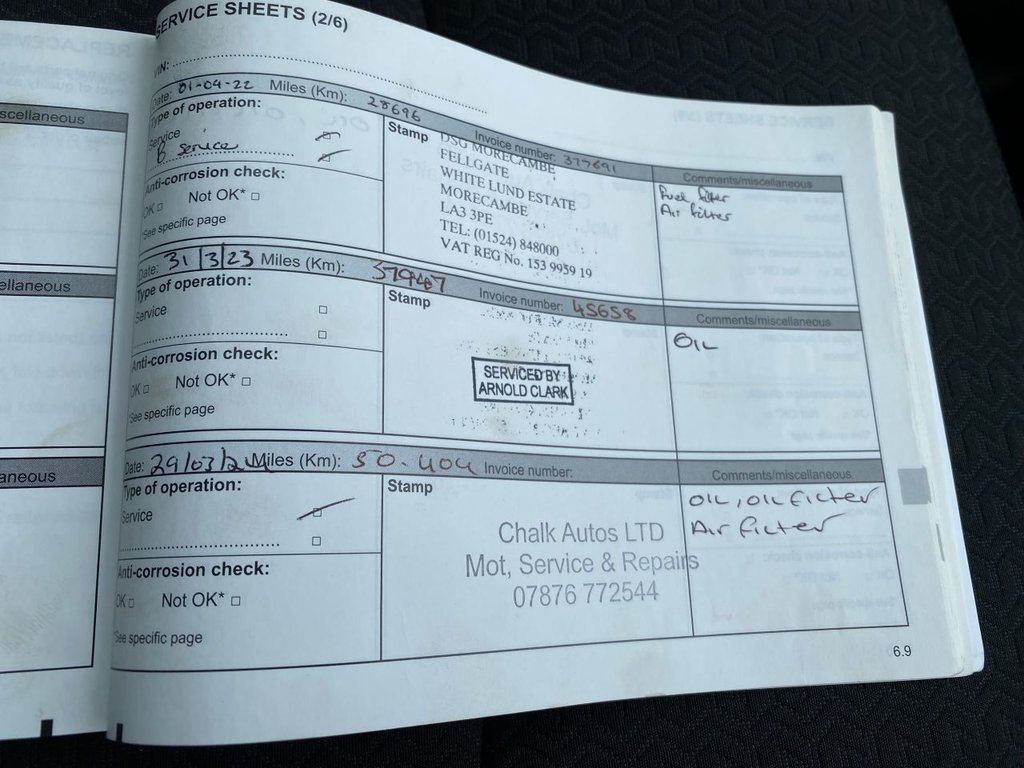 SERVICE SHEETS (2/6)
VIN:
Date: 01-04-22 Miles (Km): 28696 Invoice number: 377691
Type of operation:
Service
B Service
Anti-corrosion check:
OK □ Not OK* □
*See specific page
Stamp
DSG MORECAMBE
FELLGATE
WHITE LUND ESTATE
MORECAMBE
LA3 3PE
TEL: (01524) 848000
VAT REG No. 153 9959 19
Comments/miscellaneous
Fuel filter
Air filter
Date: 31/3/23 Miles (Km): Invoice number: 45658
Type of operation:
Service □
□
Anti-corrosion check:
OK □ Not OK* □
*See specific page
Stamp
SERVICED BY
ARNOLD CLARK
Comments/miscellaneous
OIL
Date: 29/03/24 Miles (Km): 50.404 Invoice number:
Type of operation:
Service □
□
Anti-corrosion check:
OK □ Not OK* □
*See specific page
Stamp
Chalk Autos LTD
Mot, Service & Repairs
07876 772544
Comments/miscellaneous
OIL, OIL FILTER
Air filter
6.9
scellaneous
ellaneous
aneous